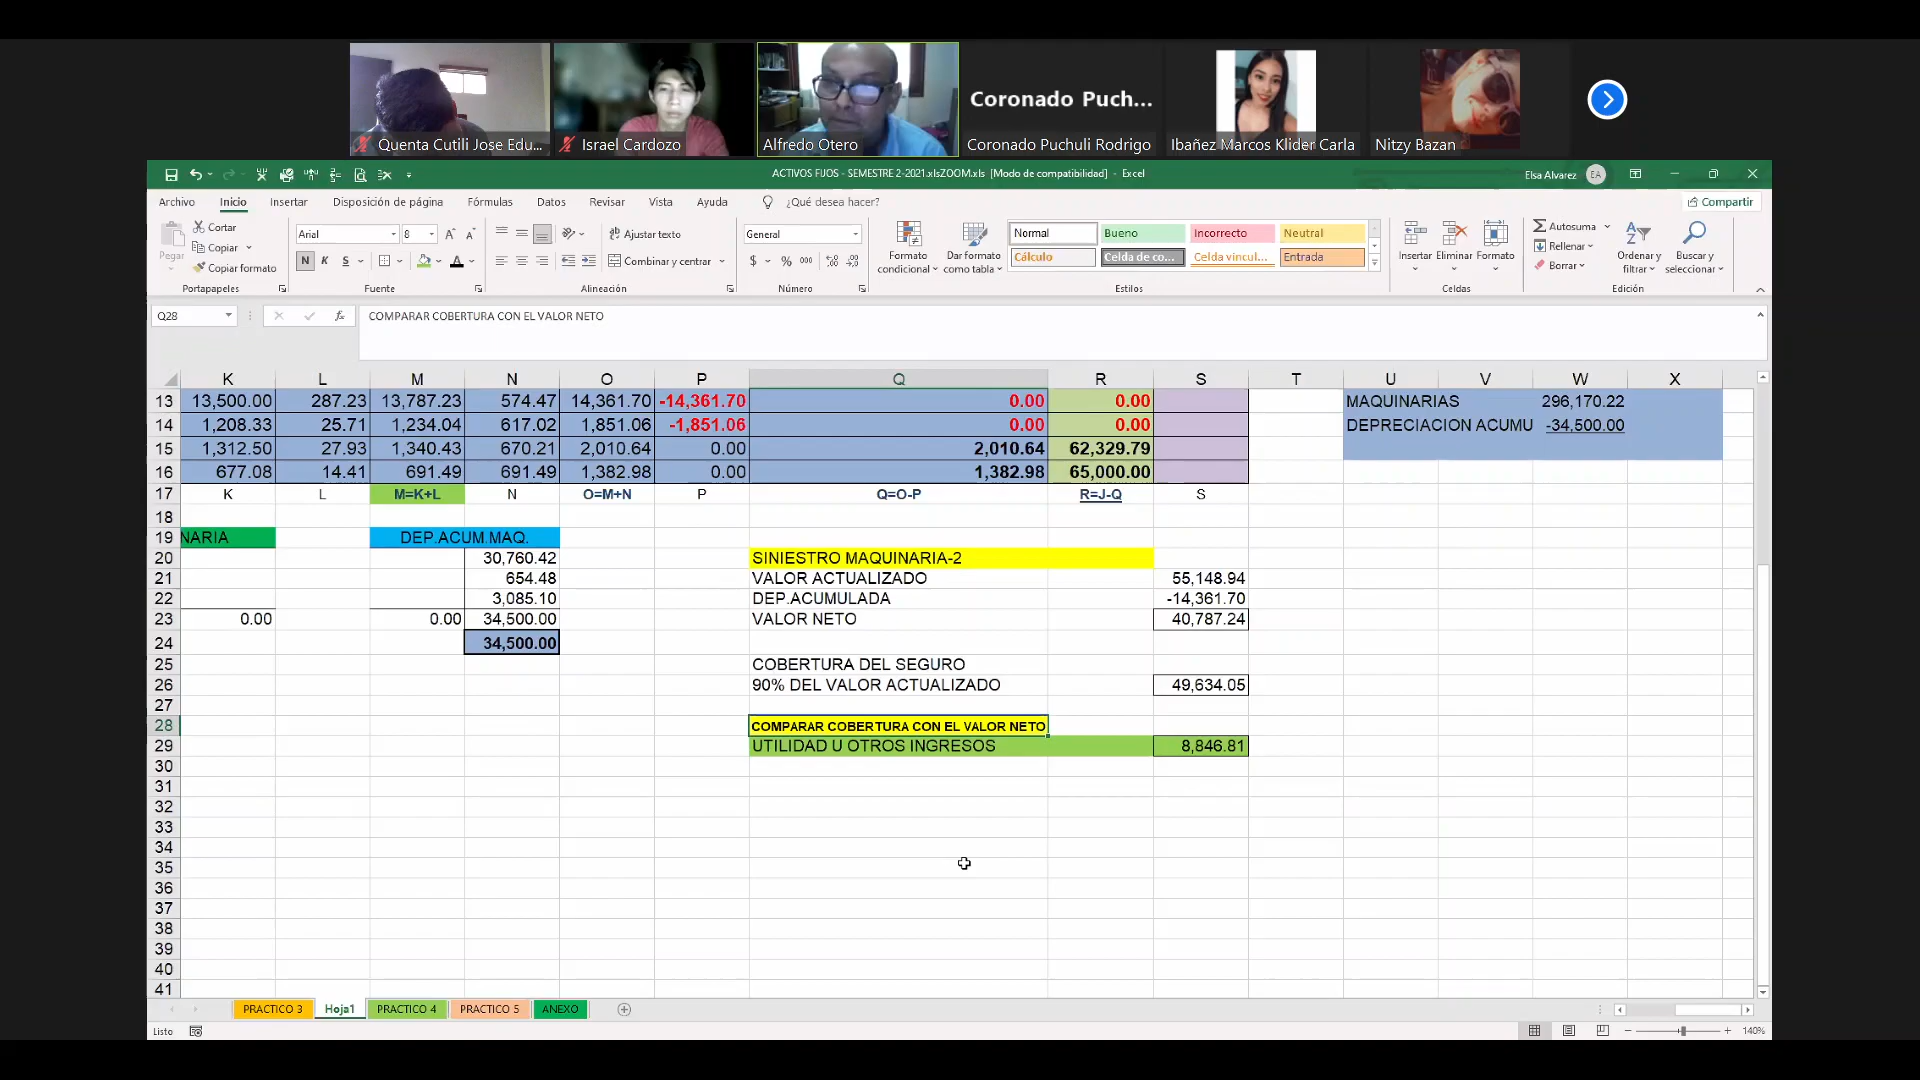 Quenta Cutili Jose Edu...
Israel Cardozo
Alfredo Otero
Coronado Puch...
Coronado Puchuli Rodrigo
Ibañez Marcos Klider Carla
Nitzy Bazan
ACTIVOS FIJOS - SEMESTRE 2-2021.xlsZOOM.xls [Modo de compatibilidad] - Excel
Elsa Alvarez EA
Archivo Inicio Insertar Disposición de página Fórmulas Datos Revisar Vista Ayuda ¿Qué desea hacer? Compartir
Pegar Cortar Copiar Copiar formato Portapapeles
Arial 8 N K S A Fuente
Ajustar texto Combinar y centrar Alineación
General $ % 000 Número
Formato condicional Dar formato como tabla
Normal Bueno Incorrecto Neutral
Cálculo Celda de co... Celda vincul... Entrada
Estilos
Insertar Eliminar Formato Celdas
Autosuma Rellenar Borrar Ordenar y filtrar Buscar y seleccionar Edición
Q28 fx COMPARAR COBERTURA CON EL VALOR NETO
K L M N O P Q R S T U V W X
13 13,500.00 287.23 13,787.23 574.47 14,361.70 -14,361.70 0.00 0.00 MAQUINARIAS 296,170.22
14 1,208.33 25.71 1,234.04 617.02 1,851.06 -1,851.06 0.00 0.00 DEPRECIACION ACUMU -34,500.00
15 1,312.50 27.93 1,340.43 670.21 2,010.64 0.00 2,010.64 62,329.79
16 677.08 14.41 691.49 691.49 1,382.98 0.00 1,382.98 65,000.00
17 K L M=K+L N O=M+N P Q=O-P R=J-Q S
18
19 NARIA DEP.ACUM.MAQ.
20 30,760.42 SINIESTRO MAQUINARIA-2
21 654.48 VALOR ACTUALIZADO 55,148.94
22 3,085.10 DEP.ACUMULADA -14,361.70
23 0.00 0.00 34,500.00 VALOR NETO 40,787.24
24 34,500.00
25 COBERTURA DEL SEGURO
26 90% DEL VALOR ACTUALIZADO 49,634.05
27
28 COMPARAR COBERTURA CON EL VALOR NETO
29 UTILIDAD U OTROS INGRESOS 8,846.81
30
31
32
33
34
35
36
37
38
39
40
41
PRACTICO 3 Hoja1 PRACTICO 4 PRACTICO 5 ANEXO
Listo 140%